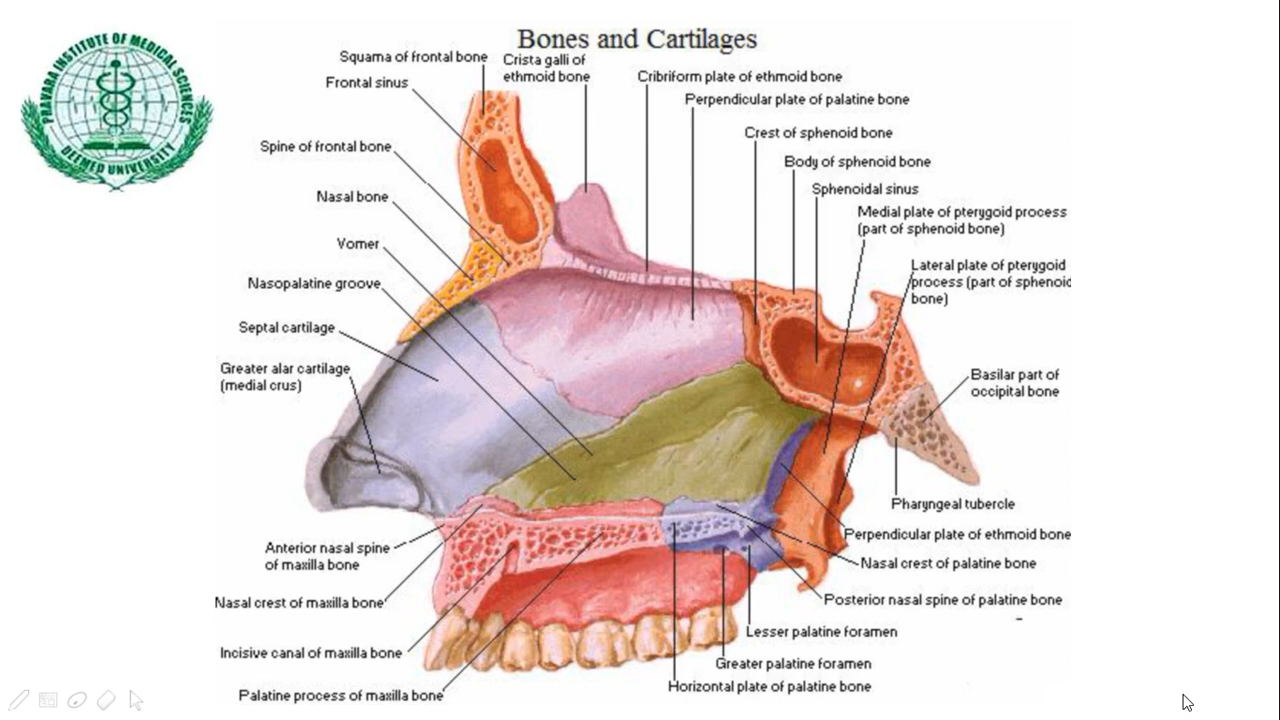 PRAVARA INSTITUTE OF MEDICAL SCIENCES
DEEMED UNIVERSITY
Bones and Cartilages
Squama of frontal bone
Crista galli of
ethmoid bone
Frontal sinus
Cribriform plate of ethmoid bone
Perpendicular plate of palatine bone
Crest of sphenoid bone
Spine of frontal bone
Body of sphenoid bone
Sphenoidal sinus
Nasal bone
Medial plate of pterygoid process
(part of sphenoid bone)
Vomer
Lateral plate of pterygoid
process (part of sphenoid
bone)
Nasopalatine groove
Septal cartilage
Greater alar cartilage
(medial crus)
Basilar part of
occipital bone
Pharyngeal tubercle
Perpendicular plate of ethmoid bone
Anterior nasal spine
of maxilla bone
Nasal crest of palatine bone
Nasal crest of maxilla bone
Posterior nasal spine of palatine bone
Lesser palatine foramen
Incisive canal of maxilla bone
Greater palatine foramen
Horizontal plate of palatine bone
Palatine process of maxilla bone